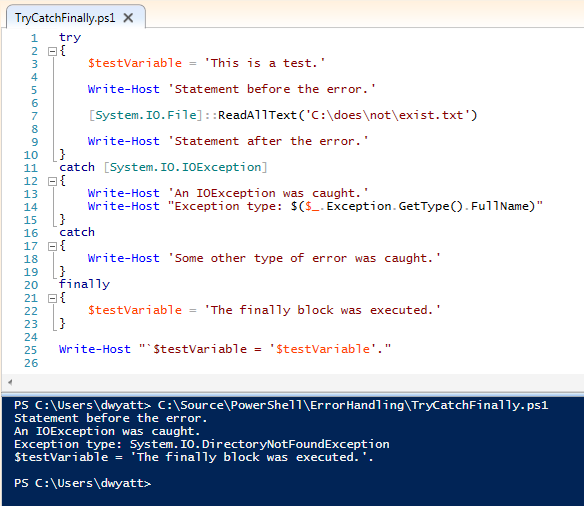 TryCatchFinally.ps1
1 try
2 {
3 $testVariable = 'This is a test.'
4
5 Write-Host 'Statement before the error.'
6
7 [System.IO.File]::ReadAllText('C:\does\not\exist.txt')
8
9 Write-Host 'Statement after the error.'
10 }
11 catch [System.IO.IOException]
12 {
13 Write-Host 'An IOException was caught.'
14 Write-Host "Exception type: $($_.Exception.GetType().FullName)"
15 }
16 catch
17 {
18 Write-Host 'Some other type of error was caught.'
19 }
20 finally
21 {
22 $testVariable = 'The finally block was executed.'
23 }
24
25 Write-Host "`$testVariable = '$testVariable'."
26
PS C:\Users\dwyatt> C:\Source\PowerShell\ErrorHandling\TryCatchFinally.ps1
Statement before the error.
An IOException was caught.
Exception type: System.IO.DirectoryNotFoundException
$testVariable = 'The finally block was executed.'.
PS C:\Users\dwyatt>